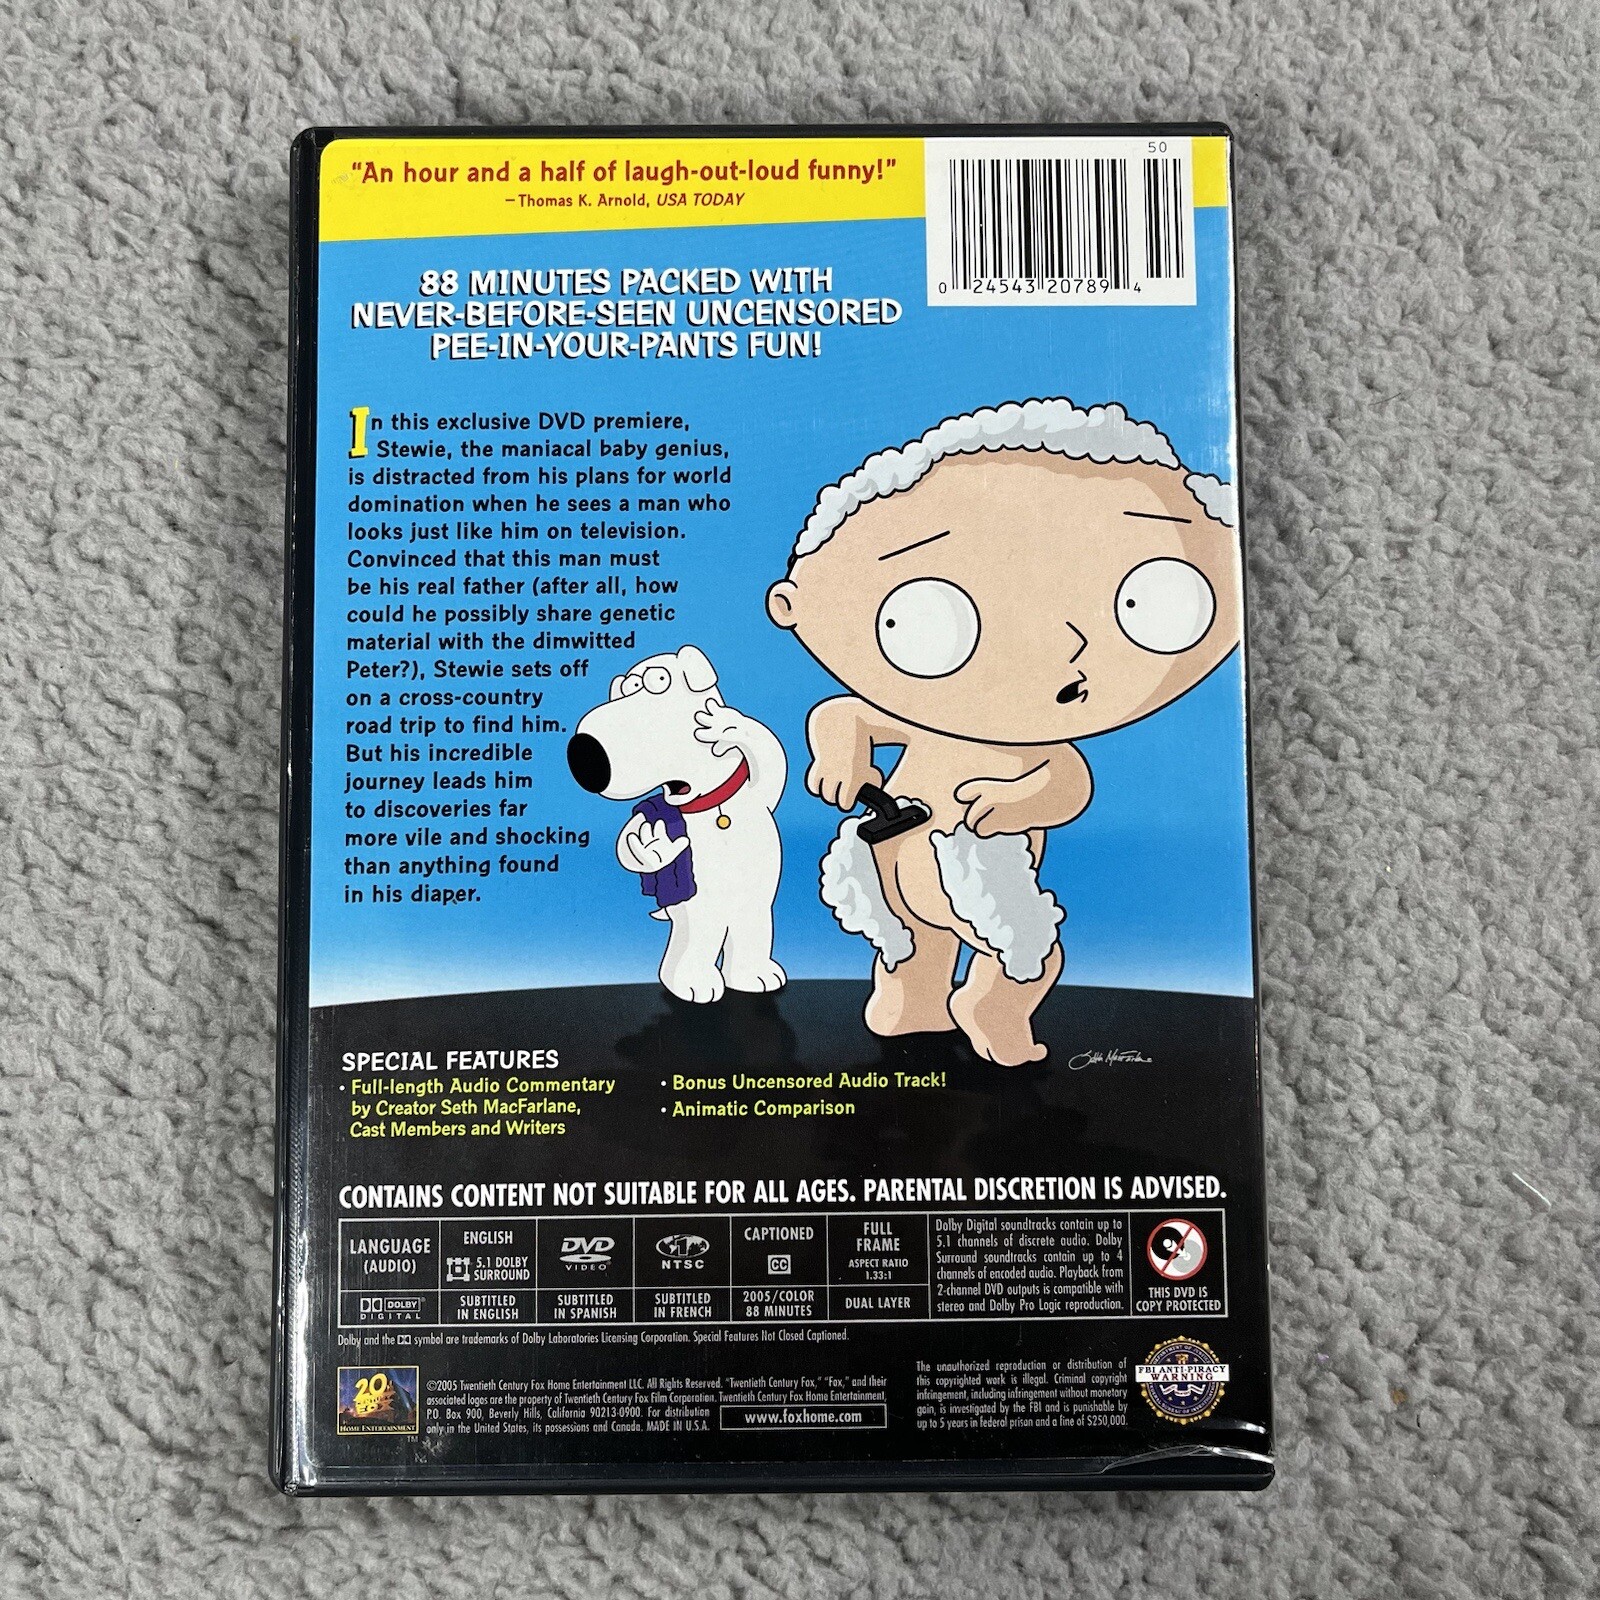 "An hour and a half of laugh-out-loud funny!"
–Thomas K. Arnold, USA TODAY
50
0 24543 20789 4
88 MINUTES PACKED WITH
NEVER-BEFORE-SEEN UNCENSORED
PEE-IN-YOUR-PANTS FUN!
In this exclusive DVD premiere,
Stewie, the maniacal baby genius,
is distracted from his plans for world
domination when he sees a man who
looks just like him on television.
Convinced that this man must
be his real father (after all, how
could he possibly share genetic
material with the dimwitted
Peter?), Stewie sets off
on a cross-country
road trip to find him.
But his incredible
journey leads him
to discoveries far
more vile and shocking
than anything found
in his diaper.
Seth MacFarlane
SPECIAL FEATURES
• Full-length Audio Commentary
by Creator Seth MacFarlane,
Cast Members and Writers
• Bonus Uncensored Audio Track!
• Animatic Comparison
CONTAINS CONTENT NOT SUITABLE FOR ALL AGES. PARENTAL DISCRETION IS ADVISED.
LANGUAGE
(AUDIO)
ENGLISH
5.1 DOLBY
SURROUND
DVD
VIDEO
NTSC
CAPTIONED
CC
FULL
FRAME
ASPECT RATIO
1.33:1
DOLBY
DIGITAL
SUBTITLED
IN ENGLISH
SUBTITLED
IN SPANISH
SUBTITLED
IN FRENCH
2005/COLOR
88 MINUTES
DUAL LAYER
Dolby Digital soundtracks contain up to
5.1 channels of discrete audio. Dolby
Surround soundtracks contain up to 4
channels of encoded audio. Playback from
2-channel DVD outputs is compatible with
stereo and Dolby Pro Logic reproduction.
THIS DVD IS
COPY PROTECTED
Dolby and the DD symbol are trademarks of Dolby Laboratories Licensing Corporation. Special Features Not Closed Captioned.
20th
CENTURY
FOX
HOME ENTERTAINMENT
TM
©2005 Twentieth Century Fox Home Entertainment LLC. All Rights Reserved. "Twentieth Century Fox," "Fox," and their
associated logos are the property of Twentieth Century Fox Film Corporation. Twentieth Century Fox Home Entertainment,
P.O. Box 900, Beverly Hills, California 90213-0900. For distribution
only in the United States, its possessions and Canada. MADE IN U.S.A.
www.foxhome.com
The unauthorized reproduction or distribution of
this copyrighted work is illegal. Criminal copyright
infringement, including infringement without monetary
gain, is investigated by the FBI and is punishable by
up to 5 years in federal prison and a fine of $250,000.
FBI ANTI-PIRACY
WARNING